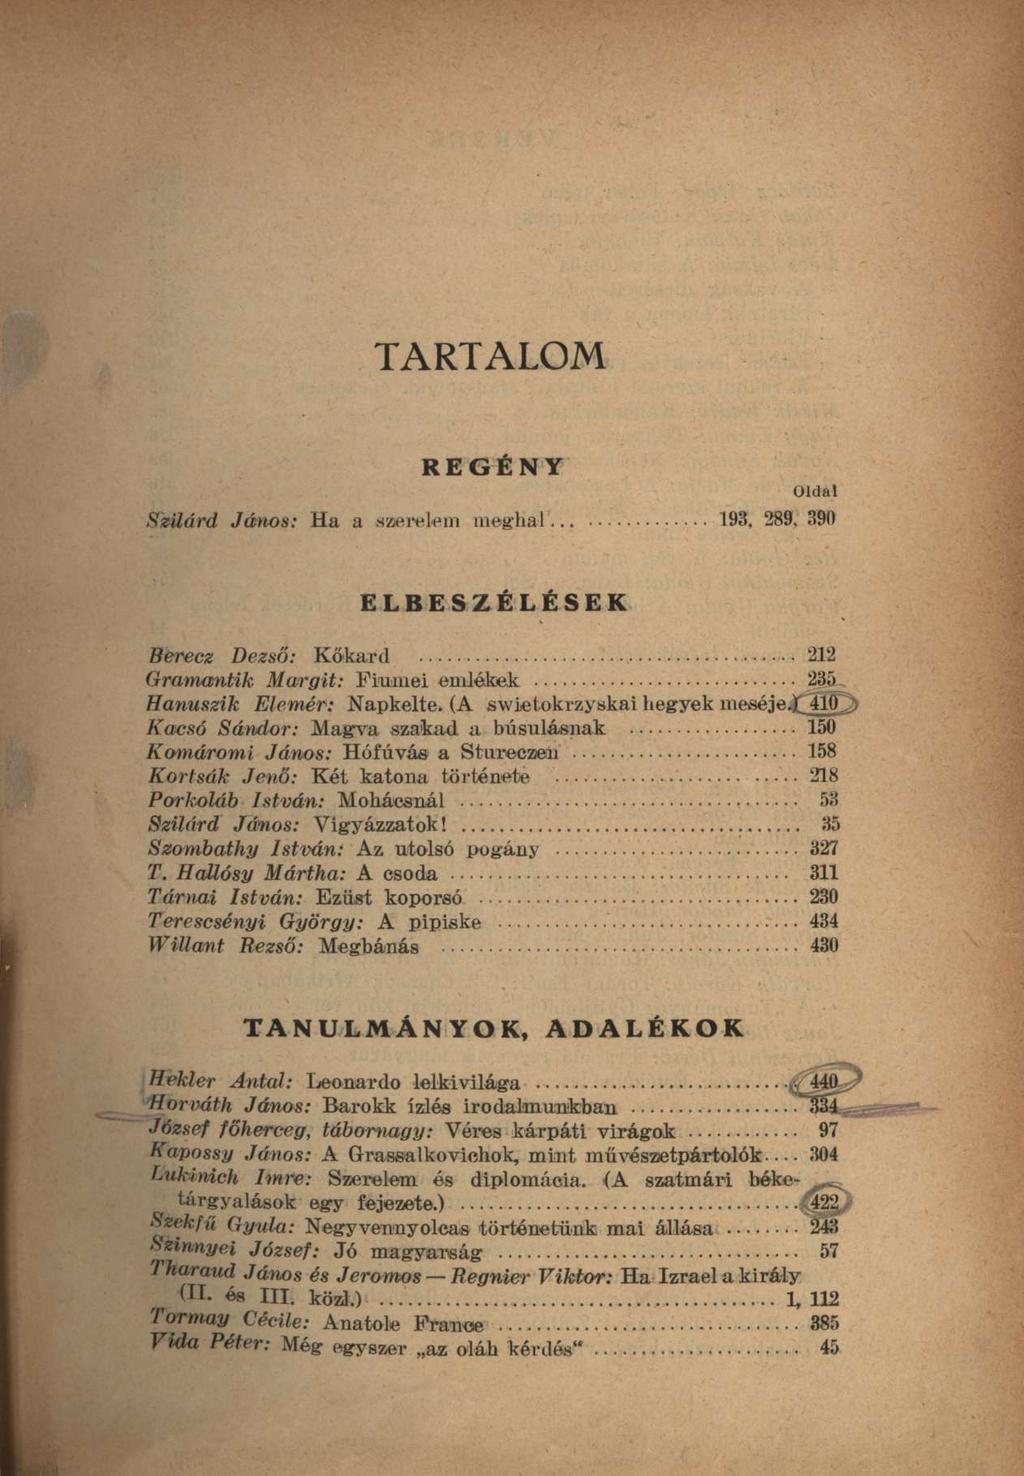 TARTALOM
REGÉNY
Oldal
Szilárd János: Ha a szerelem meghal... 193, 289, 390
ELBESZÉLÉSEK
Berecz Dezső: Kőkard 212
Gramantik Margit: Fiumei emlékek 235
Hanuszik Elemér: Napkelte. (A swietokrzyskai hegyek meséje.) 410
Kacsó Sándor: Magva szakad a búsulásnak 150
Komáromi János: Hófúvás a Stureczen 158
Kortsák Jenő: Két katona története 218
Porkoláb István: Mohácsnál 53
Szilárd János: Vigyázzatok! 35
Szombathy István: Az utolsó pogány 327
T. Hallósy Mártha: A csoda 311
Tárnai István: Ezüst koporsó 230
Terescsényi György: A pipiske 434
Willant Rezső: Megbánás 430
TANULMÁNYOK, ADALÉKOK
Hekler Antal: Leonardo lelkivilága 440
Horváth János: Barokk ízlés irodalmunkban 334
József főherceg, tábornagy: Véres kárpáti virágok 97
Kapossy János: A Grassalkovichok, mint művészetpártolók 304
Lukinich Imre: Szerelem és diplomácia. (A szatmári béke-
tárgyalások egy fejezete.) 422
Szekfű Gyula: Negyvennyolcas történetünk mai állása 243
Szinnyei József: Jó magyarság 57
Tharaud János és Jeromos — Regnier Viktor: Ha Izrael a király
(II. és III. közl.) 1, 112
Tormay Cécile: Anatole France 385
Vida Péter: Még egyszer „az oláh kérdés“ 45